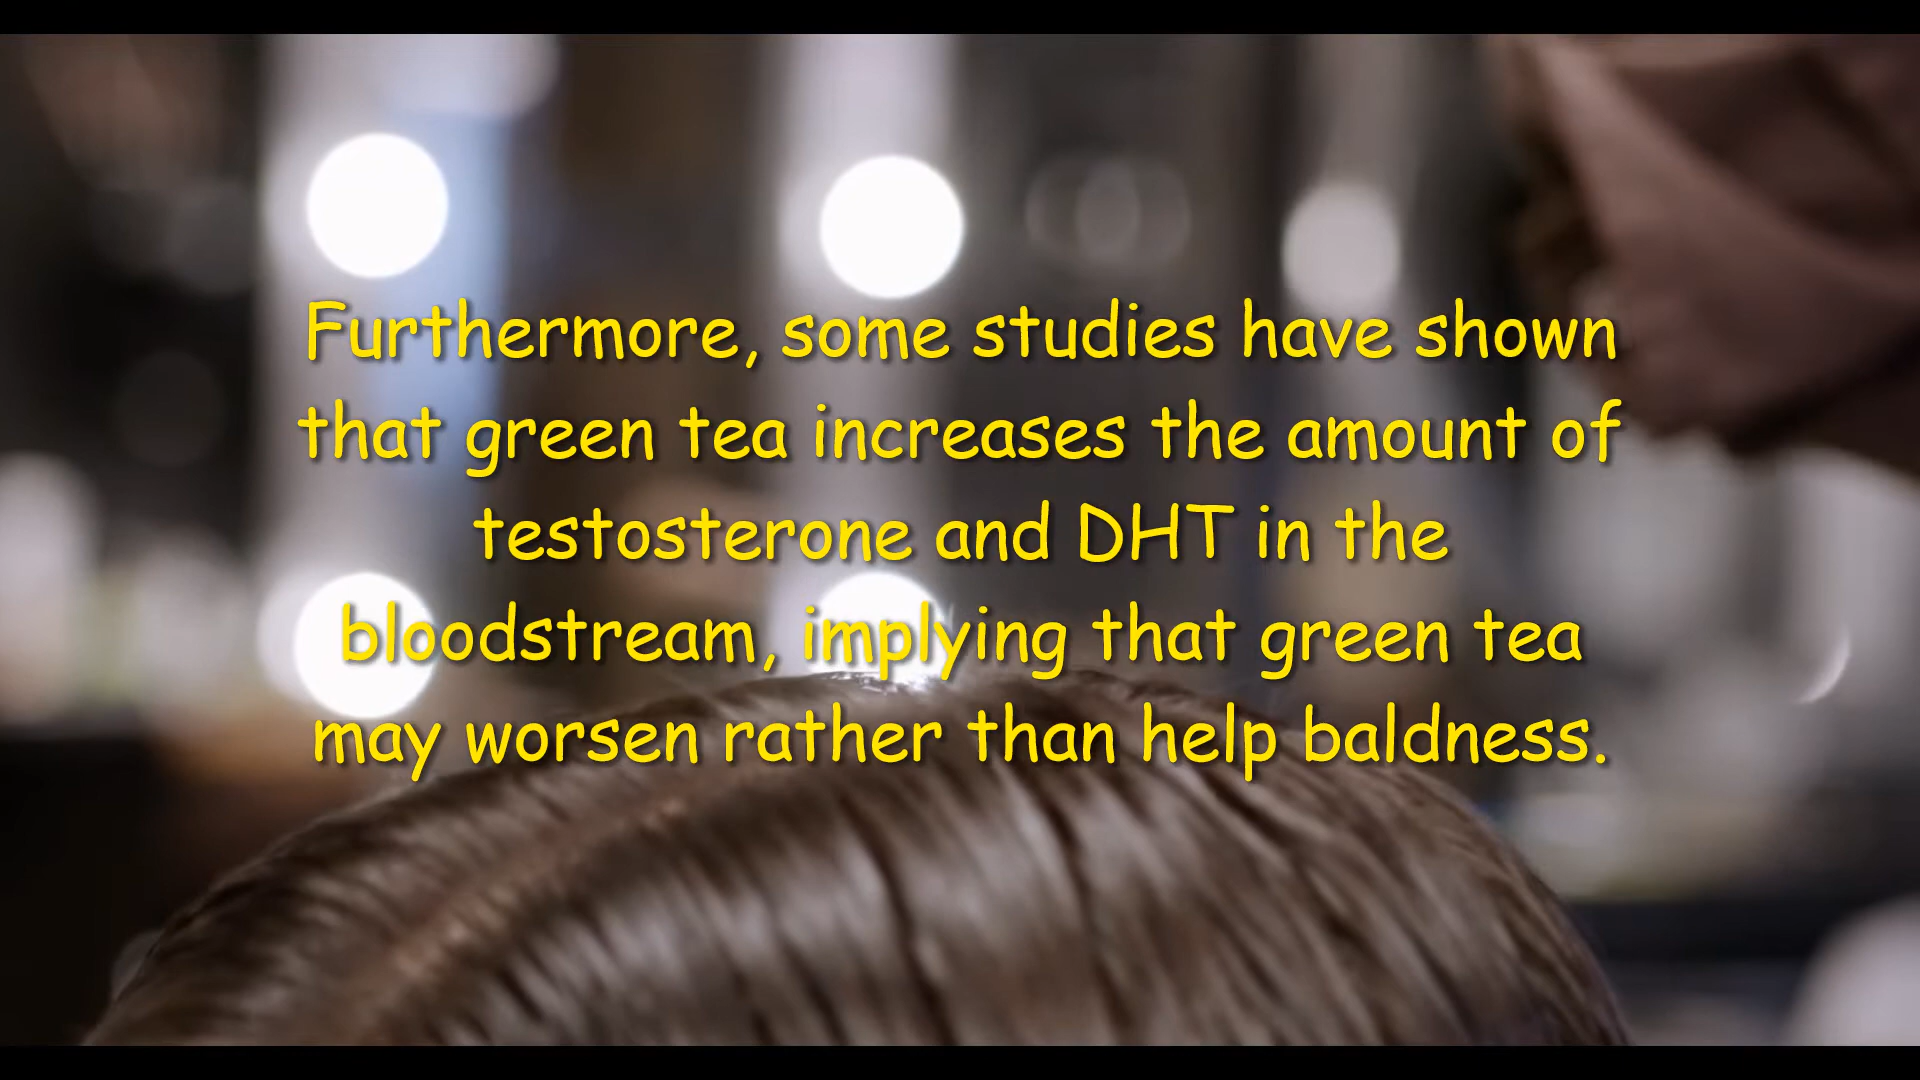 Furthermore, some studies have shown
that green tea increases the amount of
testosterone and DHT in the
bloodstream, implying that green tea
may worsen rather than help baldness.